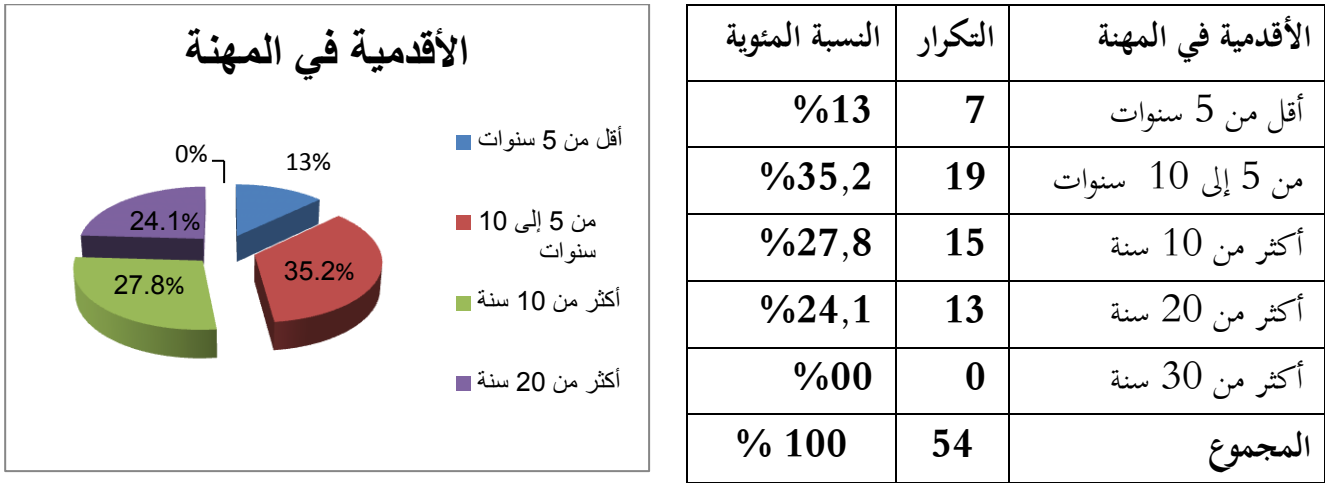 الأقدمية في المهنة
0%
13%
35.2%
27.8%
24.1%
أقل من 5 سنوات
من 5 إلى 10
سنوات
أكثر من 10 سنة
أكثر من 20 سنة
الأقدمية في المهنة التكرار النسبة المئوية
أقل من 5 سنوات 7 %13
من 5 إلى 10 سنوات 19 %35,2
أكثر من 10 سنة 15 %27,8
أكثر من 20 سنة 13 %24,1
أكثر من 30 سنة 0 %00
المجموع 54 % 100